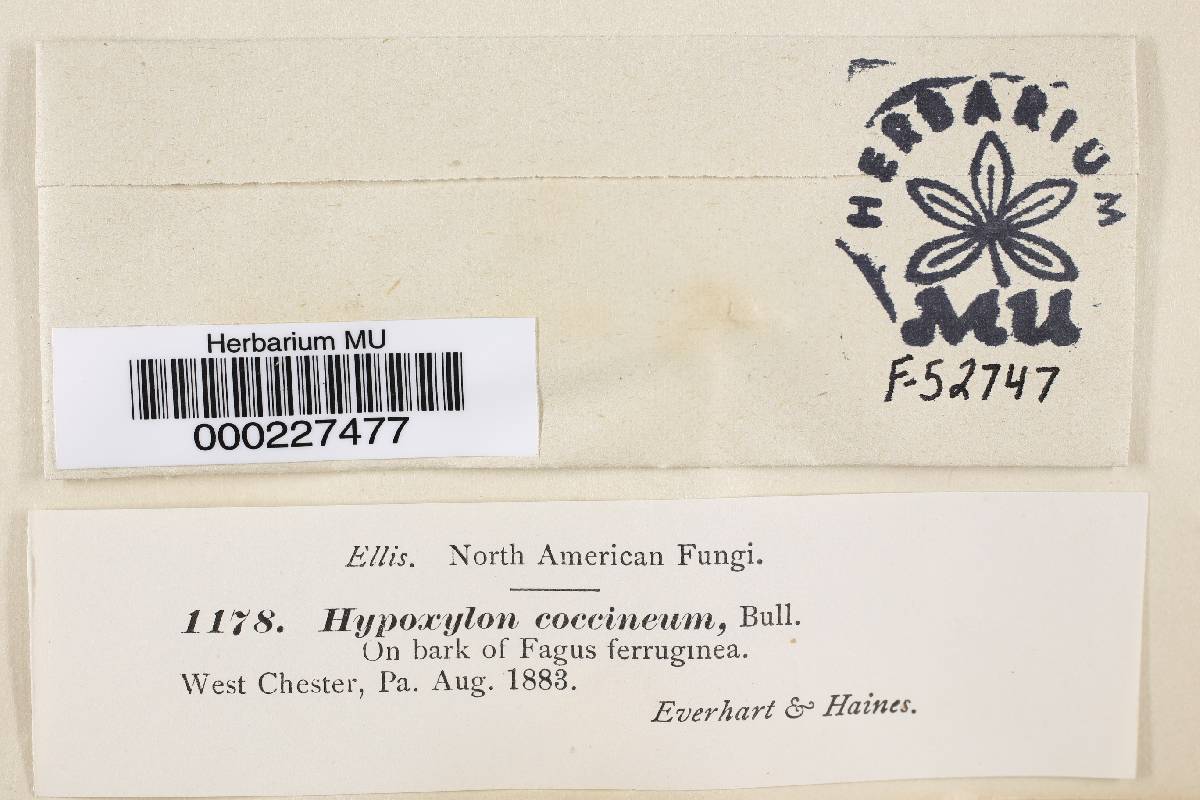 HERBARIUM
MU
F-52747
Herbarium MU
000227477
Ellis. North American Fungi.
1178. Hypoxylon coccineum, Bull.
On bark of Fagus ferruginea.
West Chester, Pa. Aug. 1883.
Everhart & Haines.